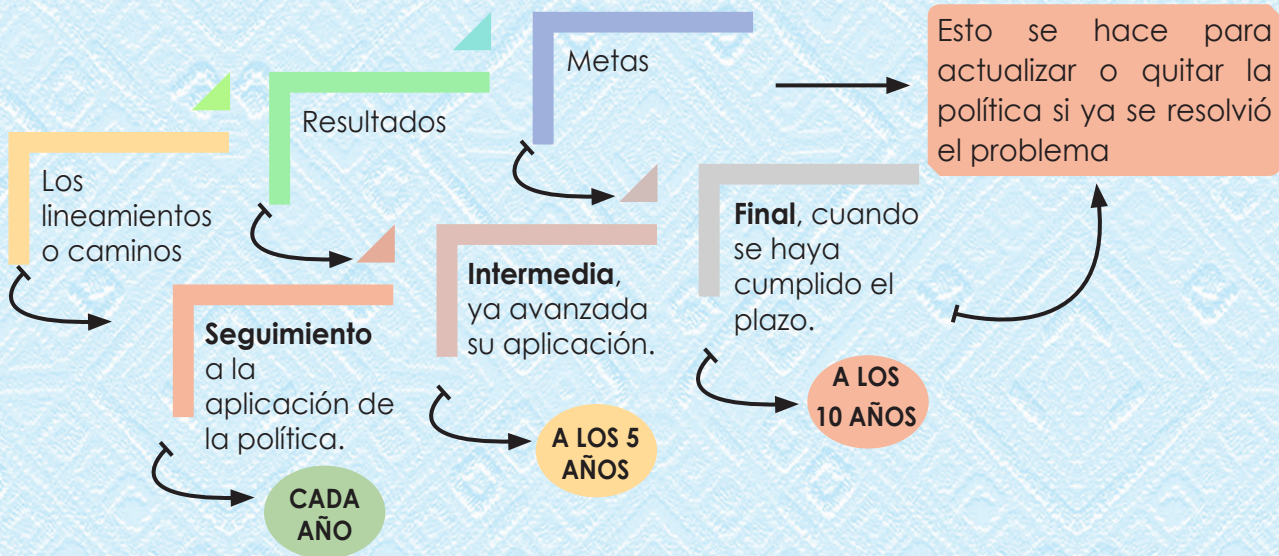 Los
lineamientos
o caminos
Resultados
Metas
Esto se hace para
actualizar o quitar la
política si ya se resolvió
el problema
Seguimiento
a la
aplicación de
la política.
Intermedia,
ya avanzada
su aplicación.
Final, cuando
se haya
cumplido el
plazo.
CADA
AÑO
A LOS 5
AÑOS
A LOS
10 AÑOS